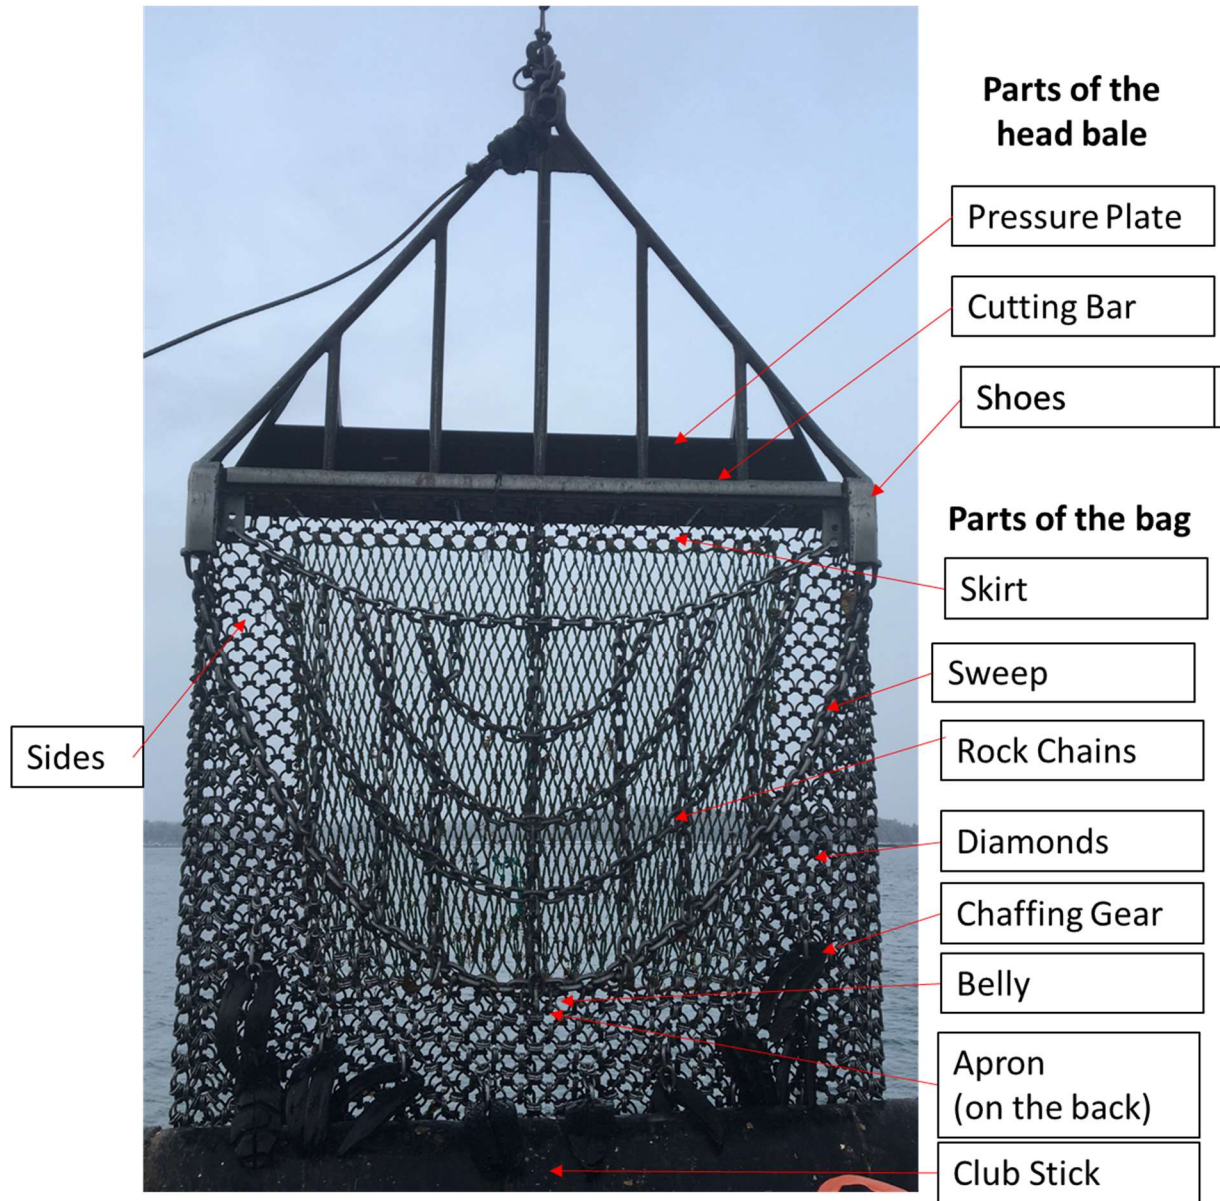 Parts of the
head bale
Pressure Plate
Cutting Bar
Shoes
Parts of the bag
Skirt
Sweep
Sides
Rock Chains
Diamonds
Chaffing Gear
Belly
Apron
(on the back)
Club Stick